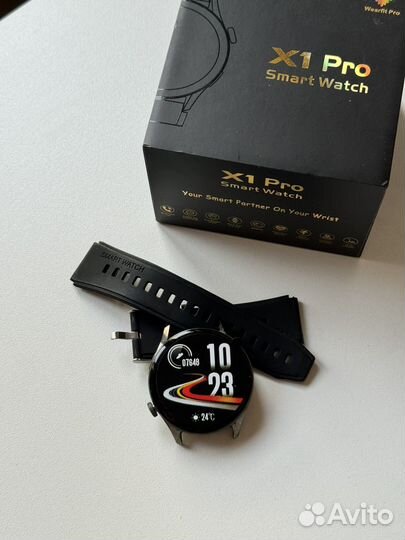 Wearfit Pro
X1 Pro
Smart Watch
X1 Pro
Smart Watch
Your Smart Partner On Your Wrist
SMART WATCH
07648
10
23
24°C
Avito